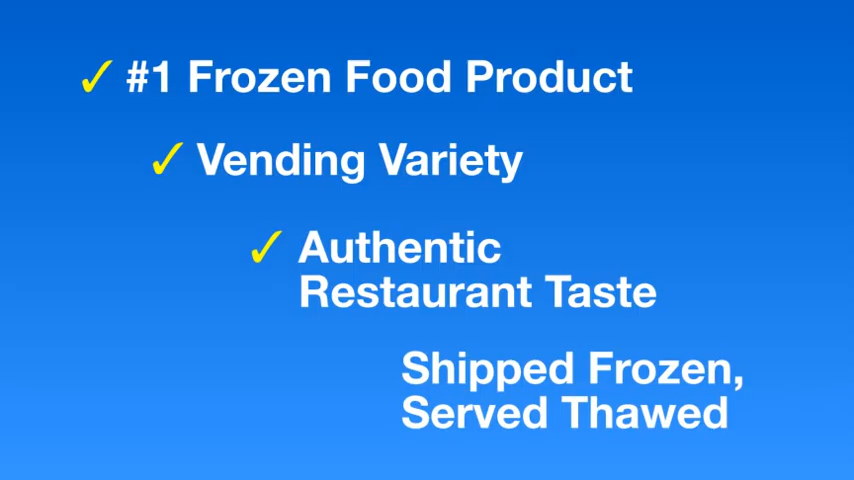 ✓ #1 Frozen Food Product
✓ Vending Variety
✓ Authentic
Restaurant Taste
Shipped Frozen,
Served Thawed